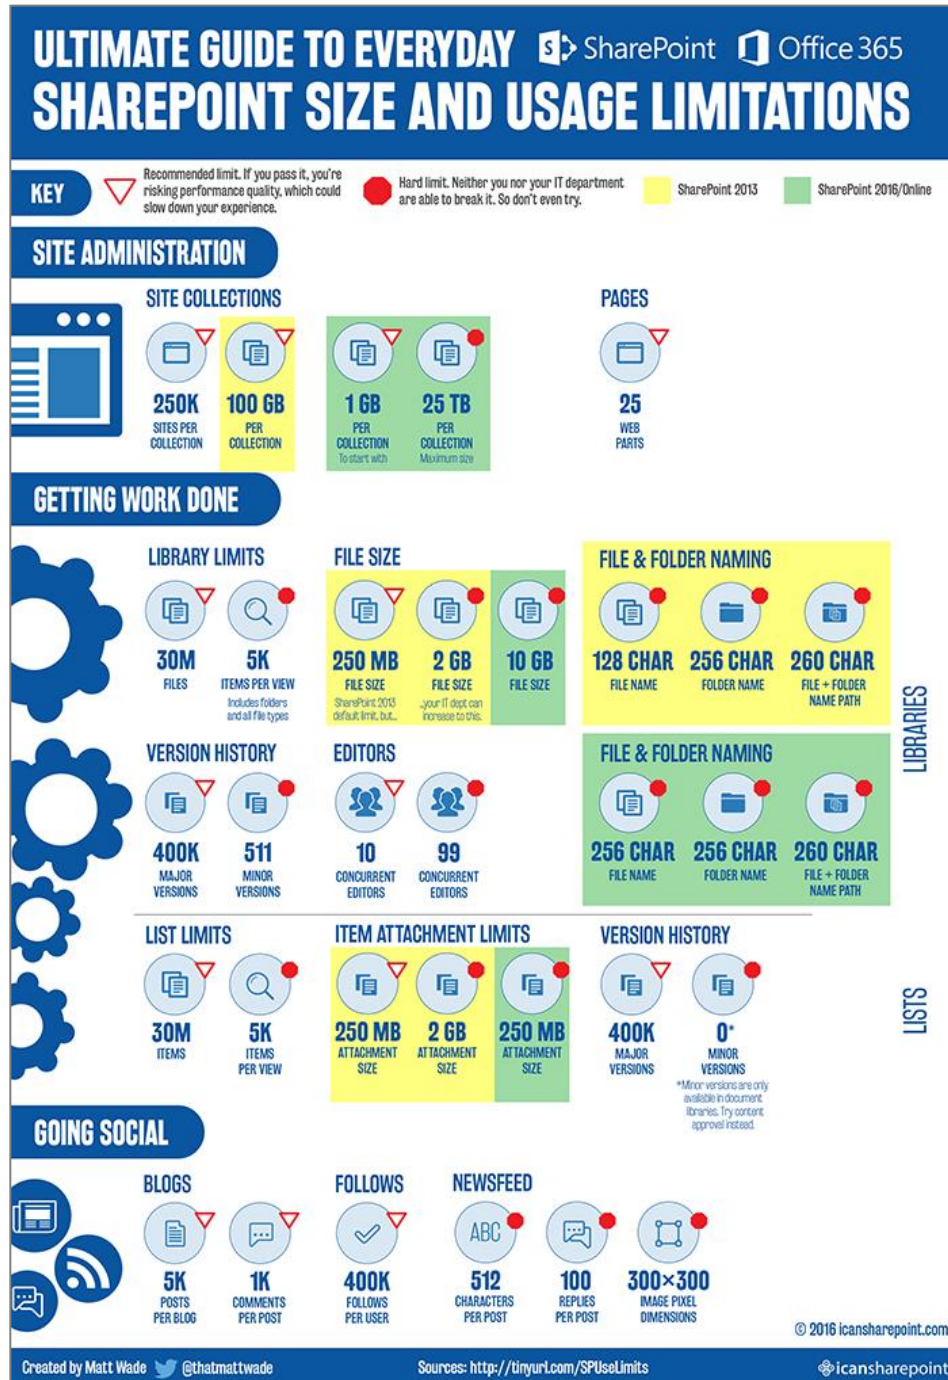 ULTIMATE GUIDE TO EVERYDAY
SharePoint
Office 365
SHAREPOINT SIZE AND USAGE LIMITATIONS
KEY
Recommended limit. If you pass it, you're
risking performance quality, which could
slow down your experience.
Hard limit. Neither you nor your IT department
are able to break it. So don't even try.
SharePoint 2013
SharePoint 2016/Online
SITE ADMINISTRATION
SITE COLLECTIONS
250K
SITES PER
COLLECTION
100 GB
PER
COLLECTION
1 GB
PER
COLLECTION
To start with
25 TB
PER
COLLECTION
Maximum size
PAGES
25
WEB
PARTS
GETTING WORK DONE
LIBRARY LIMITS
30M
FILES
5K
ITEMS PER VIEW
Includes folders
and all file types
FILE SIZE
250 MB
FILE SIZE
SharePoint 2013
default limit, but...
2 GB
FILE SIZE
...your IT dept can
increase to this.
10 GB
FILE SIZE
FILE & FOLDER NAMING
128 CHAR
FILE NAME
256 CHAR
FOLDER NAME
260 CHAR
FILE + FOLDER
NAME PATH
LIBRARIES
VERSION HISTORY
400K
MAJOR
VERSIONS
511
MINOR
VERSIONS
EDITORS
10
CONCURRENT
EDITORS
99
CONCURRENT
EDITORS
FILE & FOLDER NAMING
256 CHAR
FILE NAME
256 CHAR
FOLDER NAME
260 CHAR
FILE + FOLDER
NAME PATH
LIST LIMITS
30M
ITEMS
5K
ITEMS
PER VIEW
ITEM ATTACHMENT LIMITS
250 MB
ATTACHMENT
SIZE
2 GB
ATTACHMENT
SIZE
250 MB
ATTACHMENT
SIZE
VERSION HISTORY
400K
MAJOR
VERSIONS
0*
MINOR
VERSIONS
*Minor versions are only
available in document
libraries. Try content
approval instead.
LISTS
GOING SOCIAL
BLOGS
5K
POSTS
PER BLOG
1K
COMMENTS
PER POST
FOLLOWS
400K
FOLLOWS
PER USER
NEWSFEED
ABC
512
CHARACTERS
PER POST
100
REPLIES
PER POST
300×300
IMAGE PIXEL
DIMENSIONS
© 2016 icansharepoint.com
Created by Matt Wade
@thatmattwade
Sources: http://tinyurl.com/SPUseLimits
icansharepoint